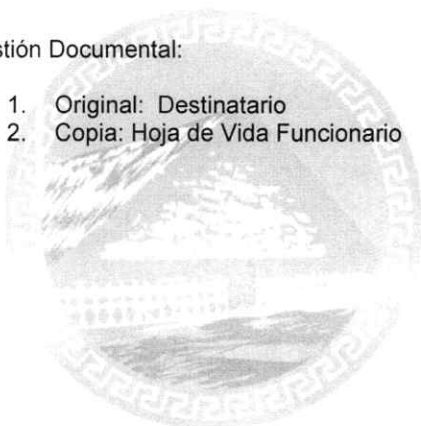 stión Documental:
1. Original: Destinatario
2. Copia: Hoja de Vida Funcionario